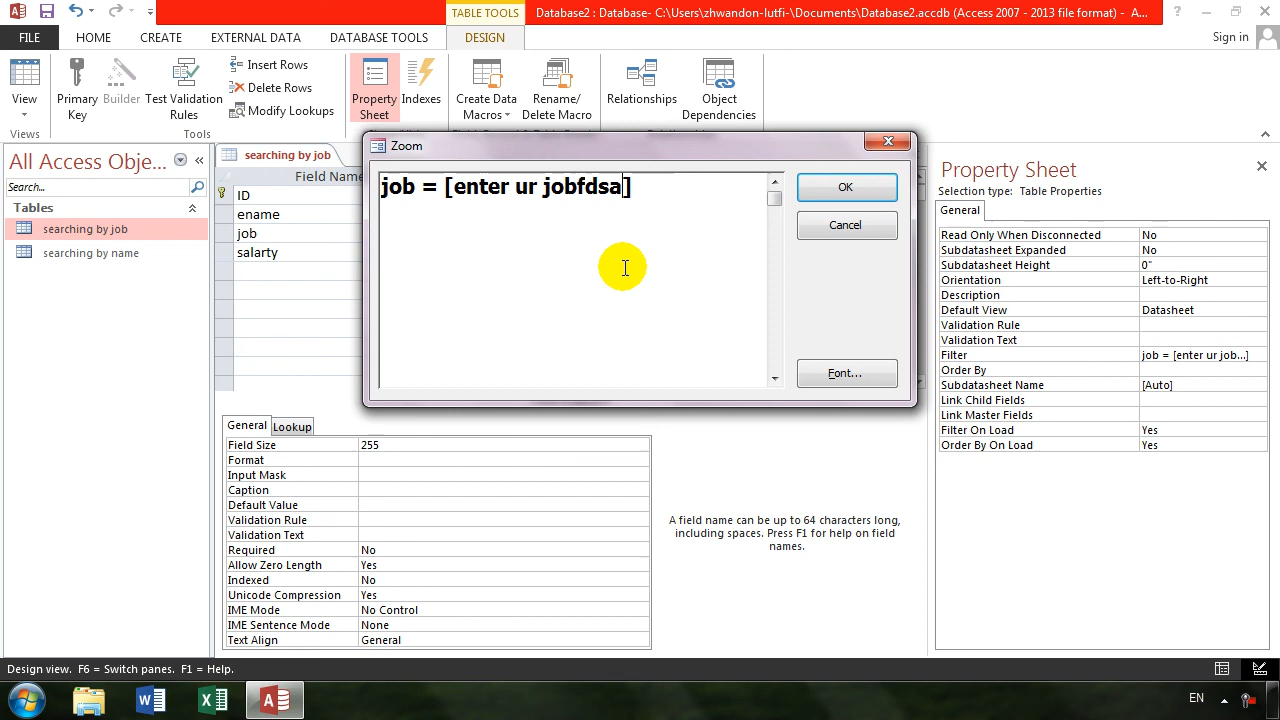 TABLE TOOLS
Database2 : Database- C:\Users\zhwandon-lutfi-\Documents\Database2.accdb (Access 2007 - 2013 file format) - A...
FILE HOME CREATE EXTERNAL DATA DATABASE TOOLS DESIGN Sign in
View
Views
Primary Key
Builder
Test Validation Rules
Insert Rows
Delete Rows
Modify Lookups
Tools
Property Sheet
Indexes
Create Data Macros
Rename/ Delete Macro
Relationships
Object Dependencies
All Access Obje...
Search...
Tables
searching by job
searching by name
searching by job
Field Name
ID
ename
job
salarty
Zoom
job = [enter ur jobfdsa]
OK
Cancel
Font...
General Lookup
Field Size 255
Format
Input Mask
Caption
Default Value
Validation Rule
Validation Text
Required No
Allow Zero Length Yes
Indexed No
Unicode Compression Yes
IME Mode No Control
IME Sentence Mode None
Text Align General
A field name can be up to 64 characters long,
including spaces. Press F1 for help on field
names.
Property Sheet
Selection type: Table Properties
General
Read Only When Disconnected No
Subdatasheet Expanded No
Subdatasheet Height 0"
Orientation Left-to-Right
Description
Default View Datasheet
Validation Rule
Validation Text
Filter job = [enter ur job...]
Order By
Subdatasheet Name [Auto]
Link Child Fields
Link Master Fields
Filter On Load Yes
Order By On Load Yes
Design view. F6 = Switch panes. F1 = Help.
EN